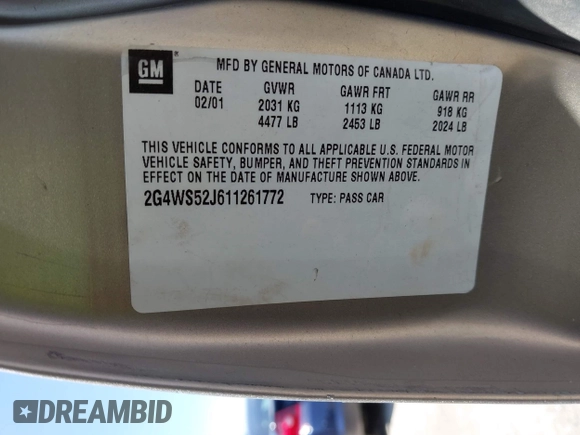 GM
MFD BY GENERAL MOTORS OF CANADA LTD.
DATE GVWR GAWR FRT GAWR RR
02/01 2031 KG 1113 KG 918 KG
4477 LB 2453 LB 2024 LB
THIS VEHICLE CONFORMS TO ALL APPLICABLE U.S. FEDERAL MOTOR
VEHICLE SAFETY, BUMPER, AND THEFT PREVENTION STANDARDS IN
EFFECT ON THE DATE OF MANUFACTURE SHOWN ABOVE.
2G4WS52J611261772 TYPE: PASS CAR
DREAMBID